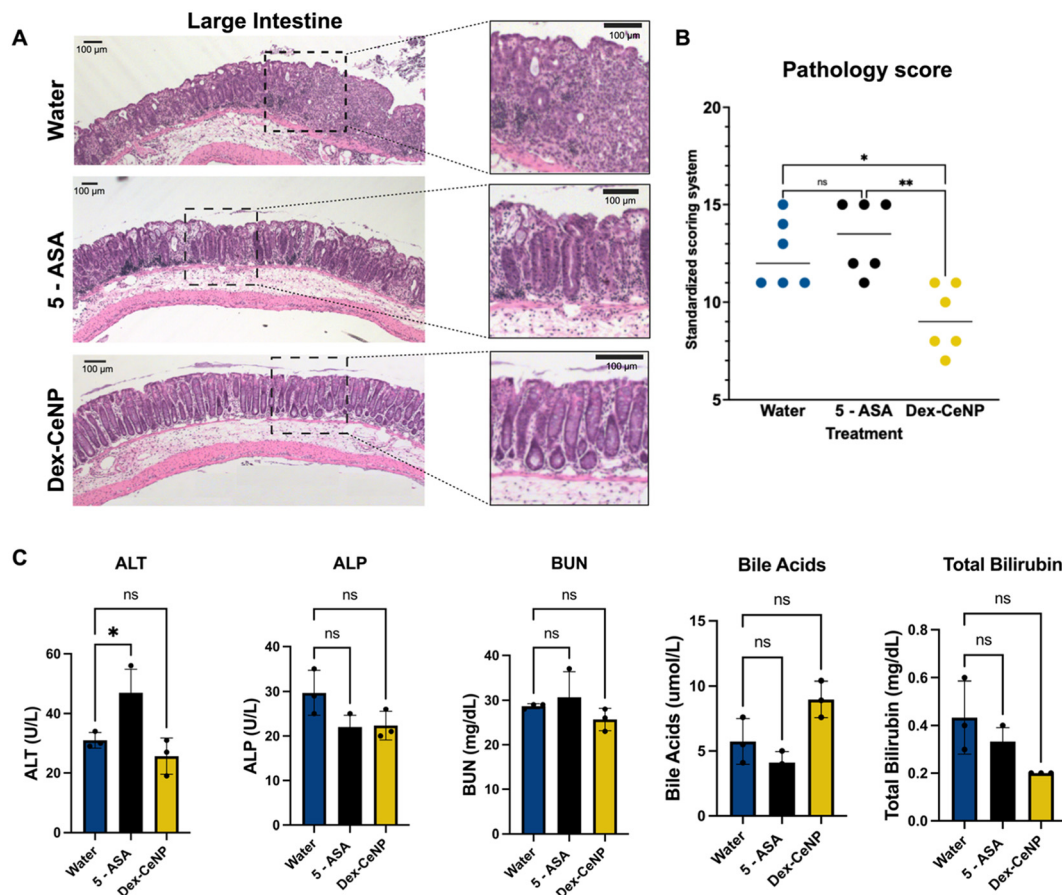 Large Intestine
A
Water
100 µm
100 µm
5 - ASA
100 µm
100 µm
Dex-CeNP
100 µm
100 µm
B
Pathology score
Standardized scoring system
20
15
10
5
*
ns
**
Water
5 - ASA
Dex-CeNP
Treatment
C
ALT
ALT (U/L)
60
40
20
0
ns
*
Water
5 - ASA
Dex-CeNP
ALP
ALP (U/L)
40
30
20
10
0
ns
ns
Water
5 - ASA
Dex-CeNP
BUN
BUN (mg/dL)
40
30
20
10
0
ns
ns
Water
5 - ASA
Dex-CeNP
Bile Acids
Bile Acids (umol/L)
15
10
5
0
ns
ns
Water
5 - ASA
Dex-CeNP
Total Bilirubin
Total Bilirubin (mg/dL)
0.8
0.6
0.4
0.2
0.0
ns
ns
Water
5 - ASA
Dex-CeNP